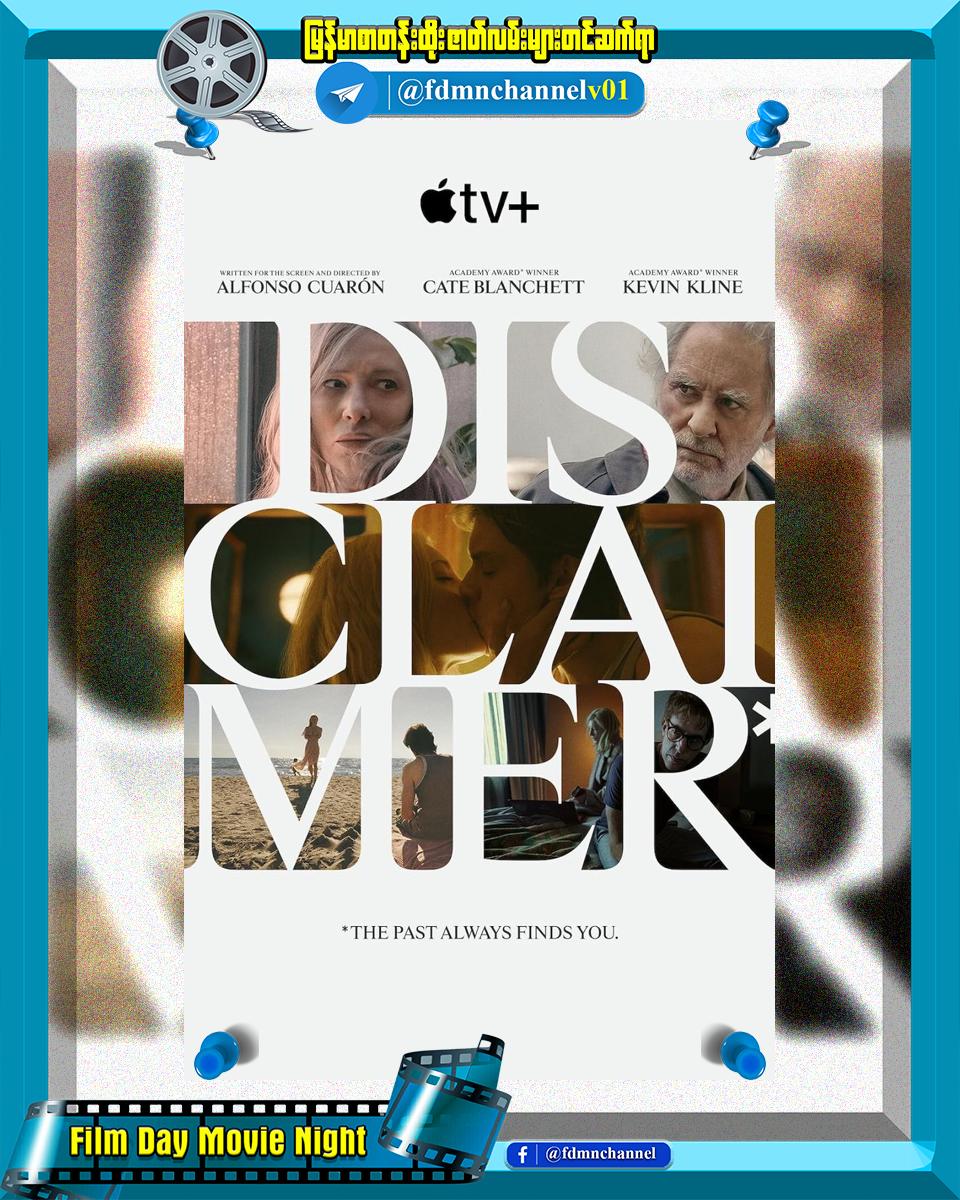 မြန်မာစာတန်းထိုးဇာတ်လမ်းများတင်ဆက်ရာ
@fdmnchannelv01
tv+
WRITTEN FOR THE SCREEN AND DIRECTED BY
ALFONSO CUARÓN
ACADEMY AWARD® WINNER
CATE BLANCHETT
ACADEMY AWARD® WINNER
KEVIN KLINE
DIS
CLAI
MER*
*THE PAST ALWAYS FINDS YOU.
Film Day Movie Night
f @fdmnchannel